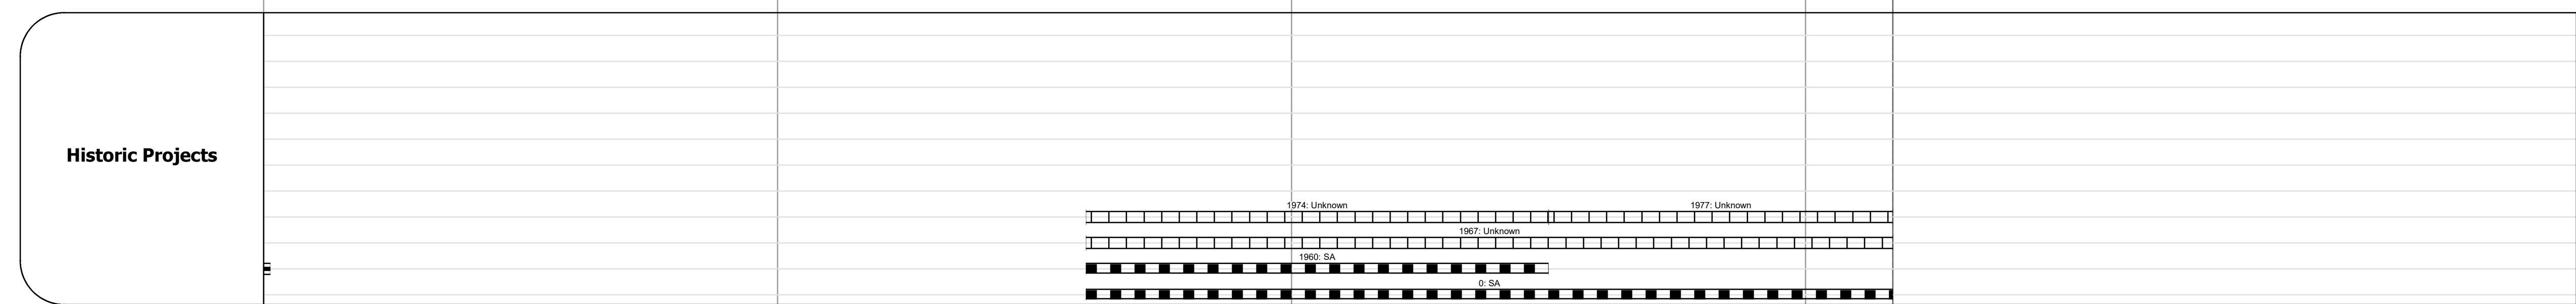 Historic Projects
1974: Unknown
1977: Unknown
1967: Unknown
1960: SA
0: SA